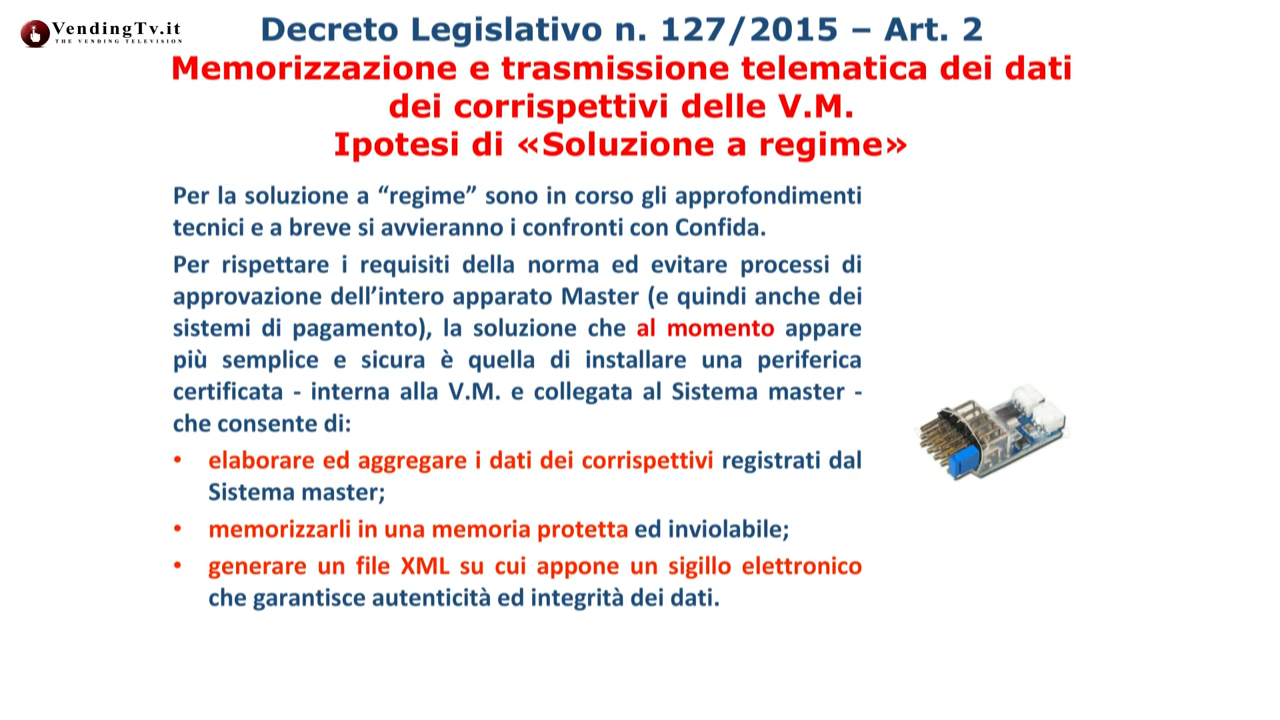 VendingTv.it
THE VENDING TELEVISION
Decreto Legislativo n. 127/2015 – Art. 2
Memorizzazione e trasmissione telematica dei dati
dei corrispettivi delle V.M.
Ipotesi di «Soluzione a regime»
Per la soluzione a “regime” sono in corso gli approfondimenti
tecnici e a breve si avvieranno i confronti con Confida.
Per rispettare i requisiti della norma ed evitare processi di
approvazione dell’intero apparato Master (e quindi anche dei
sistemi di pagamento), la soluzione che al momento appare
più semplice e sicura è quella di installare una periferica
certificata - interna alla V.M. e collegata al Sistema master -
che consente di:
• elaborare ed aggregare i dati dei corrispettivi registrati dal
Sistema master;
• memorizzarli in una memoria protetta ed inviolabile;
• generare un file XML su cui appone un sigillo elettronico
che garantisce autenticità ed integrità dei dati.